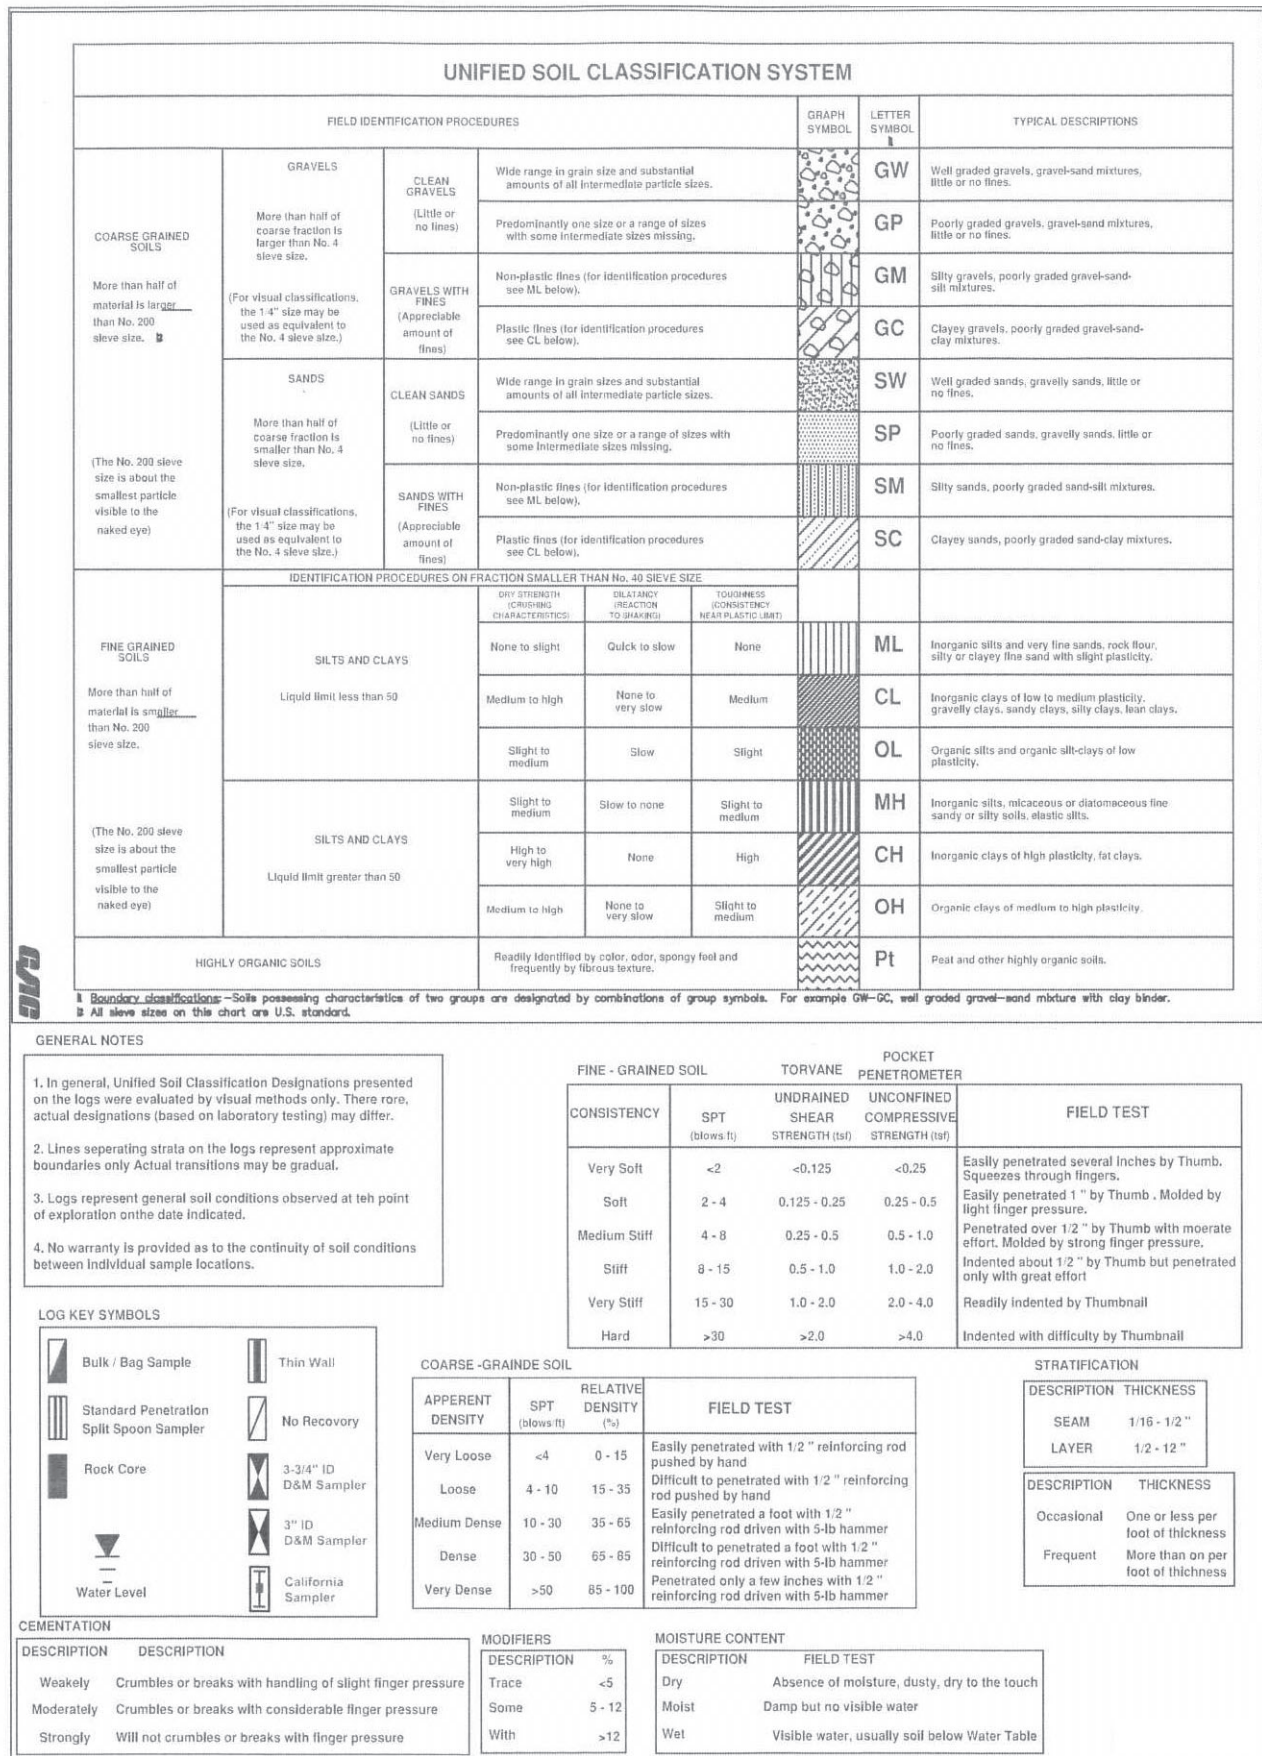 UNIFIED SOIL CLASSIFICATION SYSTEM
FIELD IDENTIFICATION PROCEDURES
GRAPH
SYMBOL
LETTER
SYMBOL
1
TYPICAL DESCRIPTIONS
COARSE GRAINED
SOILS
More than half of
material is larger
than No. 200
sieve size. 2
(The No. 200 sieve
size is about the
smallest particle
visible to the
naked eye)
GRAVELS
More than half of
coarse fraction is
larger than No. 4
sieve size.
(For visual classifications,
the 1/4" size may be
used as equivalent to
the No. 4 sieve size.)
CLEAN
GRAVELS
(Little or
no fines)
Wide range in grain size and substantial
amounts of all intermediate particle sizes.
GW
Well graded gravels, gravel-sand mixtures,
little or no fines.
Predominantly one size or a range of sizes
with some intermediate sizes missing.
GP
Poorly graded gravels, gravel-sand mixtures,
little or no fines.
GRAVELS WITH
FINES
(Appreciable
amount of
fines)
Non-plastic fines (for identification procedures
see ML below).
GM
Silty gravels, poorly graded gravel-sand-
silt mixtures.
Plastic fines (for identification procedures
see CL below).
GC
Clayey gravels, poorly graded gravel-sand-
clay mixtures.
SANDS
More than half of
coarse fraction is
smaller than No. 4
sieve size.
(For visual classifications,
the 1/4" size may be
used as equivalent to
the No. 4 sieve size.)
CLEAN SANDS
(Little or
no fines)
Wide range in grain sizes and substantial
amounts of all intermediate particle sizes.
SW
Well graded sands, gravelly sands, little or
no fines.
Predominantly one size or a range of sizes with
some intermediate sizes missing.
SP
Poorly graded sands, gravelly sands, little or
no fines.
SANDS WITH
FINES
(Appreciable
amount of
fines)
Non-plastic fines (for identification procedures
see ML below).
SM
Silty sands, poorly graded sand-silt mixtures.
Plastic fines (for identification procedures
see CL below).
SC
Clayey sands, poorly graded sand-clay mixtures.
IDENTIFICATION PROCEDURES ON FRACTION SMALLER THAN No. 40 SIEVE SIZE
FINE GRAINED
SOILS
More than half of
material is smaller
than No. 200
sieve size.
(The No. 200 sieve
size is about the
smallest particle
visible to the
naked eye)
DRY STRENGTH
(CRUSHING
CHARACTERISTICS)
DILATANCY
(REACTION
TO SHAKING)
TOUGHNESS
(CONSISTENCY
NEAR PLASTIC LIMIT)
SILTS AND CLAYS
Liquid limit less than 50
None to slight
Quick to slow
None
ML
Inorganic silts and very fine sands, rock flour,
silty or clayey fine sand with slight plasticity.
Medium to high
None to
very slow
Medium
CL
Inorganic clays of low to medium plasticity,
gravelly clays, sandy clays, silty clays, lean clays.
Slight to
medium
Slow
Slight
OL
Organic silts and organic silt-clays of low
plasticity.
SILTS AND CLAYS
Liquid limit greater than 50
Slight to
medium
Slow to none
Slight to
medium
MH
Inorganic silts, micaceous or diatomaceous fine
sandy or silty soils, elastic silts.
High to
very high
None
High
CH
Inorganic clays of high plasticity, fat clays.
Medium to high
None to
very slow
Slight to
medium
OH
Organic clays of medium to high plasticity.
HIGHLY ORGANIC SOILS
Readily identified by color, odor, spongy feel and
frequently by fibrous texture.
Pt
Peat and other highly organic soils.
1 Boundary classifications:-Soils possessing characteristics of two groups are designated by combinations of group symbols. For example GW-GC, well graded gravel-sand mixture with clay binder.
2 All sieve sizes on this chart are U.S. standard.
GENERAL NOTES
1. In general, Unified Soil Classification Designations presented
on the logs were evaluated by visual methods only. There rore,
actual designations (based on laboratory testing) may differ.
2. Lines seperating strata on the logs represent approximate
boundaries only Actual transitions may be gradual.
3. Logs represent general soil conditions observed at teh point
of exploration onthe date indicated.
4. No warranty is provided as to the continuity of soil conditions
between individual sample locations.
FINE - GRAINED SOIL
TORVANE
POCKET
PENETROMETER
CONSISTENCY
SPT
(blows/ft)
UNDRAINED
SHEAR
STRENGTH (tsf)
UNCONFINED
COMPRESSIVE
STRENGTH (tsf)
FIELD TEST
Very Soft <2 <0.125 <0.25 Easily penetrated several inches by Thumb.
Squeezes through fingers.
Soft 2 - 4 0.125 - 0.25 0.25 - 0.5 Easily penetrated 1 " by Thumb . Molded by
light finger pressure.
Medium Stiff 4 - 8 0.25 - 0.5 0.5 - 1.0 Penetrated over 1/2 " by Thumb with moerate
effort. Molded by strong finger pressure.
Stiff 8 - 15 0.5 - 1.0 1.0 - 2.0 Indented about 1/2 " by Thumb but penetrated
only with great effort
Very Stiff 15 - 30 1.0 - 2.0 2.0 - 4.0 Readily indented by Thumbnail
Hard >30 >2.0 >4.0 Indented with difficulty by Thumbnail
LOG KEY SYMBOLS
Bulk / Bag Sample
Thin Wall
Standard Penetration
Split Spoon Sampler
No Recovery
Rock Core
3-3/4" ID
D&M Sampler
3" ID
D&M Sampler
Water Level
California
Sampler
COARSE -GRAINDE SOIL
APPERENT
DENSITY
SPT
(blows/ft)
RELATIVE
DENSITY
(%)
FIELD TEST
Very Loose <4 0 - 15 Easily penetrated with 1/2 " reinforcing rod
pushed by hand
Loose 4 - 10 15 - 35 Difficult to penetrated with 1/2 " reinforcing
rod pushed by hand
Medium Dense 10 - 30 35 - 65 Easily penetrated a foot with 1/2 "
reinforcing rod driven with 5-lb hammer
Dense 30 - 50 65 - 85 Difficult to penetrated a foot with 1/2 "
reinforcing rod driven with 5-lb hammer
Very Dense >50 85 - 100 Penetrated only a few inches with 1/2 "
reinforcing rod driven with 5-lb hammer
STRATIFICATION
DESCRIPTION THICKNESS
SEAM 1/16 - 1/2 "
LAYER 1/2 - 12 "
DESCRIPTION THICKNESS
Occasional One or less per
foot of thickness
Frequent More than on per
foot of thichness
CEMENTATION
DESCRIPTION DESCRIPTION
Weakely Crumbles or breaks with handling of slight finger pressure
Moderately Crumbles or breaks with considerable finger pressure
Strongly Will not crumbles or breaks with finger pressure
MODIFIERS
DESCRIPTION %
Trace <5
Some 5 - 12
With >12
MOISTURE CONTENT
DESCRIPTION FIELD TEST
Dry Absence of moisture, dusty, dry to the touch
Moist Damp but no visible water
Wet Visible water, usually soil below Water Table